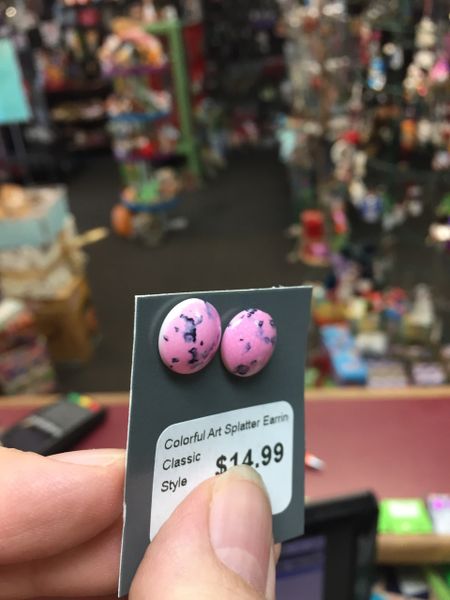 Colorful Art Splatter Earrin
Classic $14.99
Style